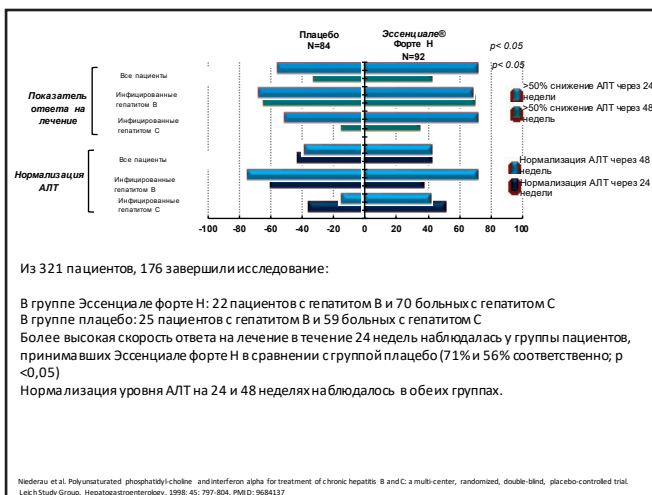 Плацебо
N=84
Эссенциале®
Форте Н
N=92
p< 0.05
p< 0.05
Показатель
ответа на
лечение
Все пациенты
Инфицированные
гепатитом В
Инфицированные
гепатитом С
>50% снижение АЛТ через 24
недели
>50% снижение АЛТ через 48
недель
Нормализация
АЛТ
Все пациенты
Инфицированные
гепатитом В
Инфицированные
гепатитом С
Нормализация АЛТ через 48
недель
Нормализация АЛТ через 24
недели
-100 -80 -60 -40 -20 0 20 40 60 80 100
Из 321 пациентов, 176 завершили исследование:
В группе Эссенциале форте Н: 22 пациентов с гепатитом В и 70 больных с гепатитом С
В группе плацебо: 25 пациентов с гепатитом В и 59 больных с гепатитом С
Более высокая скорость ответа на лечение в течение 24 недель наблюдалась у группы пациентов,
принимавших Эссенциале форте Н в сравнении с группой плацебо (71% и 56% соответственно; p
<0,05)
Нормализация уровня АЛТ на 24 и 48 неделях наблюдалось в обеих группах.
Niederau et al. Polyunsaturated phosphatidyl-choline and interferon alpha for treatment of chronic hepatitis B and C: a multi-center, randomized, double-blind, placebo-controlled trial.
Leich Study Group. Hepatogastroenterology. 1998; 45: 797-804. PMID: 9684137